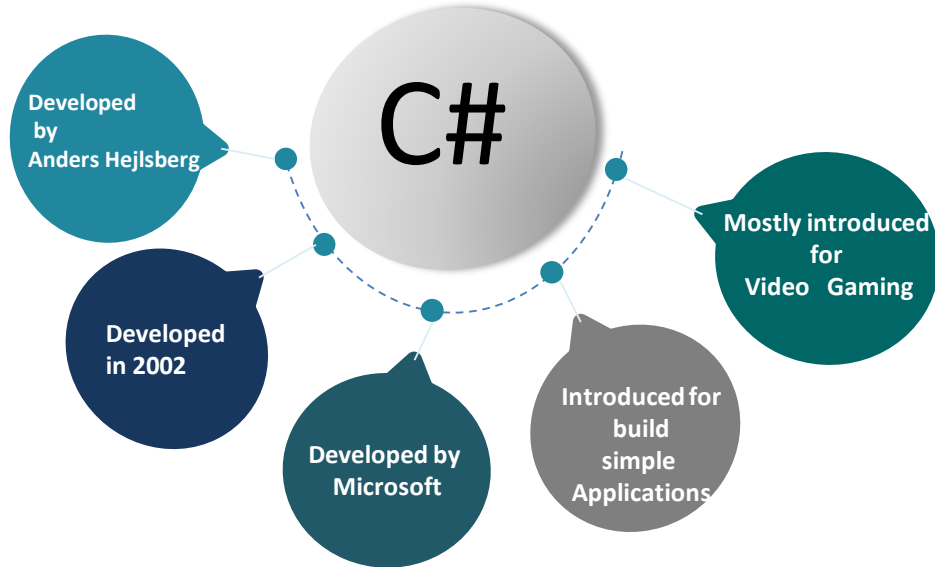 C#
Developed
by
Anders Hejlsberg
Developed
in 2002
Developed by
Microsoft
Introduced for
build
simple
Applications
Mostly introduced
for
Video Gaming